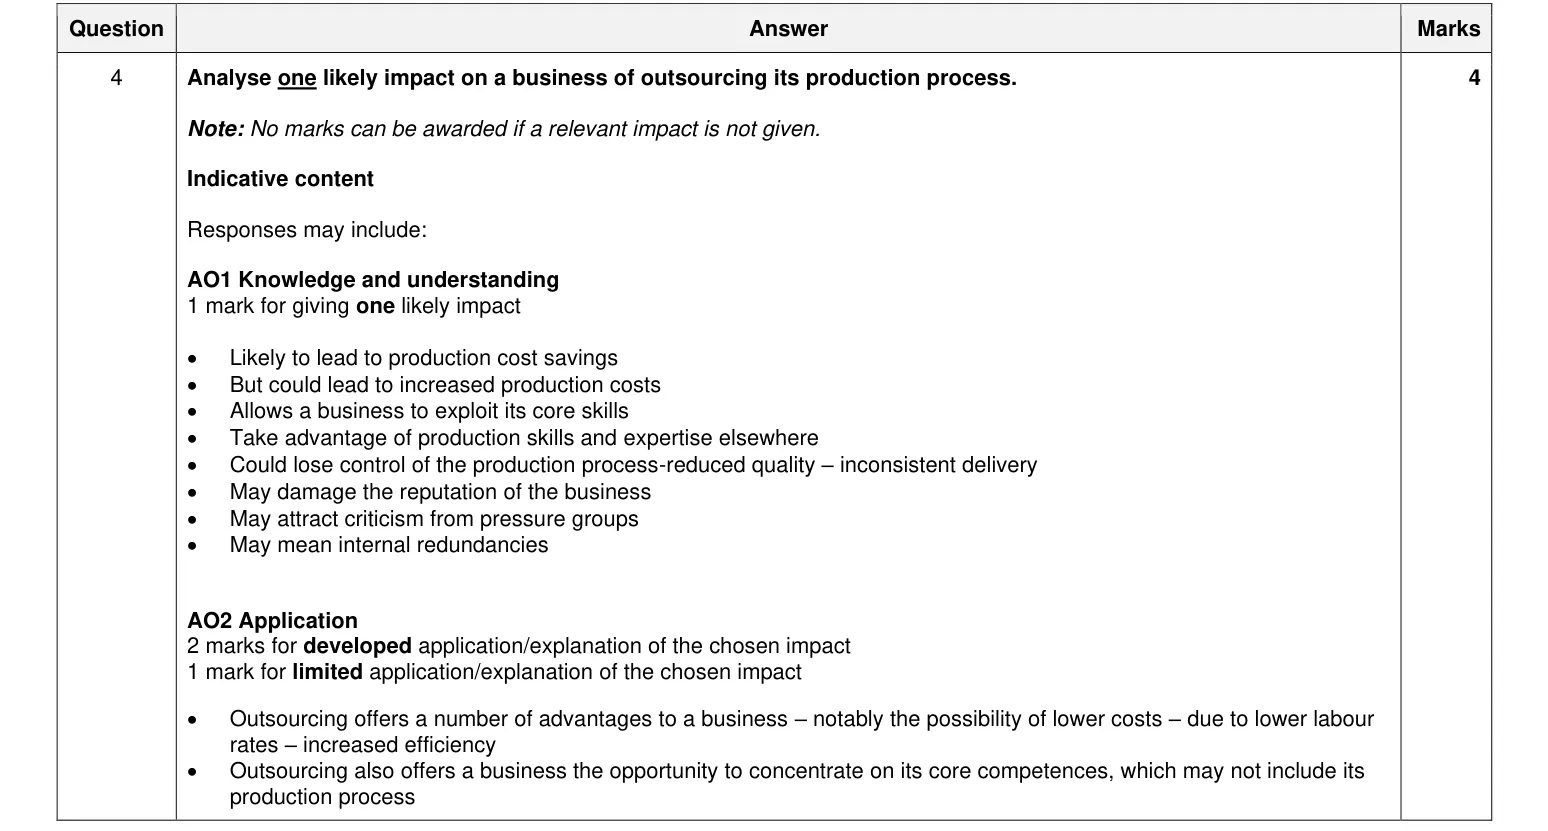 Question Answer Marks
4 Analyse one likely impact on a business of outsourcing its production process. 4
Note: No marks can be awarded if a relevant impact is not given.
Indicative content
Responses may include:
AO1 Knowledge and understanding
1 mark for giving one likely impact
• Likely to lead to production cost savings
• But could lead to increased production costs
• Allows a business to exploit its core skills
• Take advantage of production skills and expertise elsewhere
• Could lose control of the production process-reduced quality – inconsistent delivery
• May damage the reputation of the business
• May attract criticism from pressure groups
• May mean internal redundancies
AO2 Application
2 marks for developed application/explanation of the chosen impact
1 mark for limited application/explanation of the chosen impact
• Outsourcing offers a number of advantages to a business – notably the possibility of lower costs – due to lower labour
rates – increased efficiency
• Outsourcing also offers a business the opportunity to concentrate on its core competences, which may not include its
production process